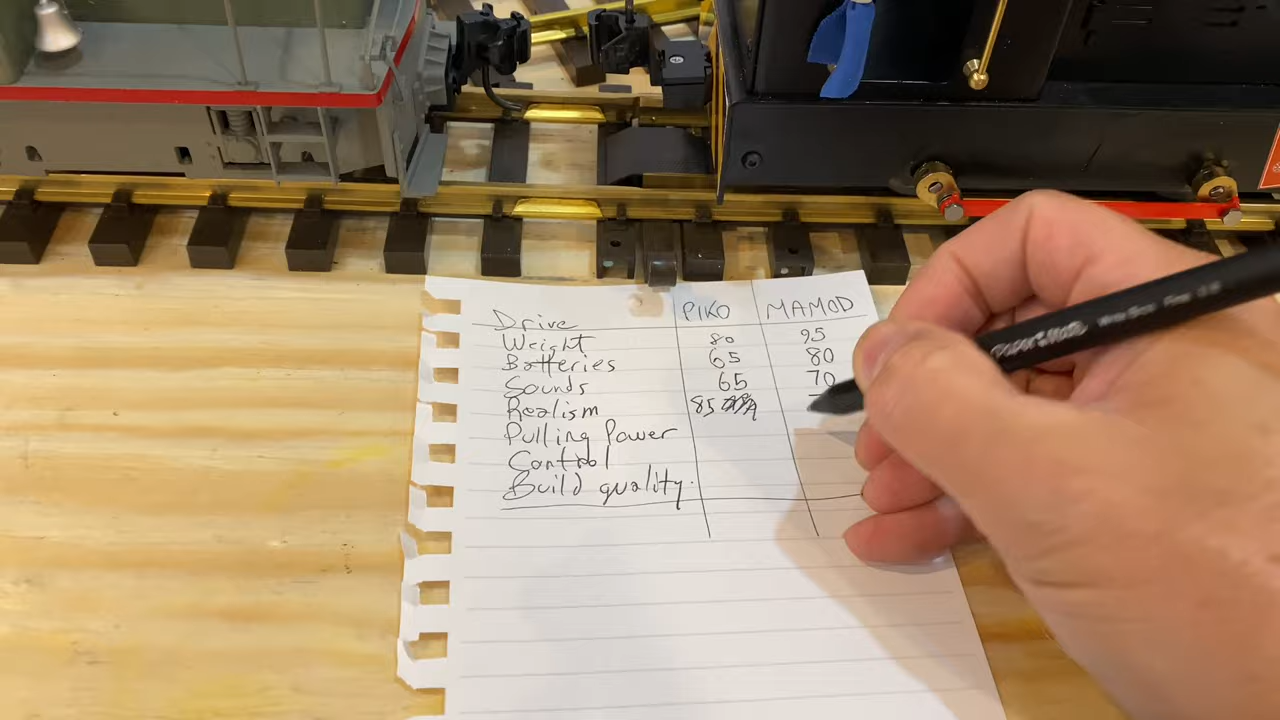 PIKO MAMOD
Drive
Weight 80 95
Batteries 65 80
Sounds 65 70
Realism 85
Pulling Power
Control
Build quality.
PaperMate